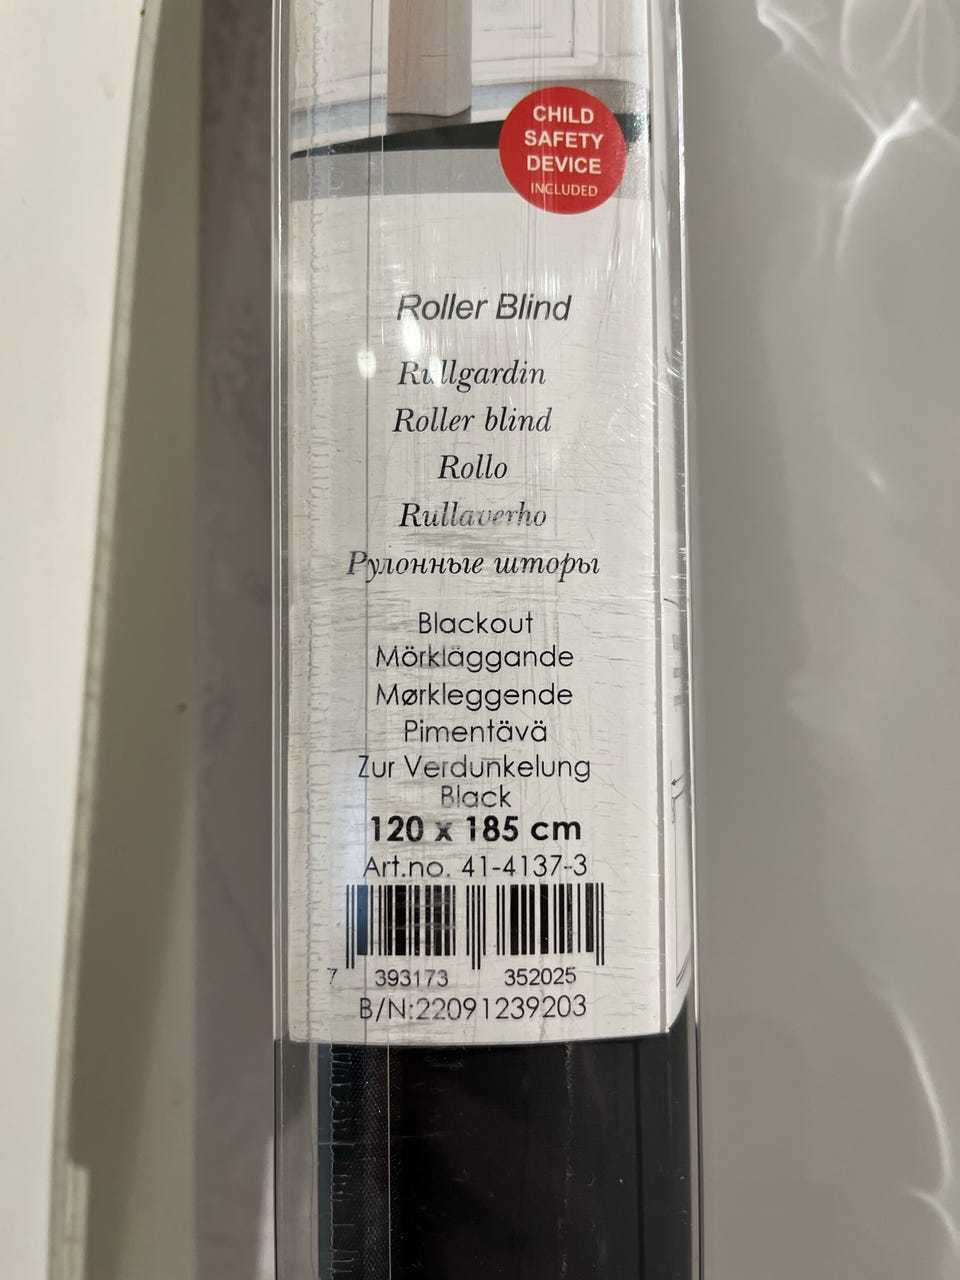 CHILD
SAFETY
DEVICE
INCLUDED
Roller Blind
Rullgardin
Roller blind
Rollo
Rullaverho
Рулонные шторы
Blackout
Mörkläggande
Mørkleggende
Pimentävä
Zur Verdunkelung
Black
120 x 185 cm
Art.no. 41-4137-3
7 393173 352025
B/N:22091239203